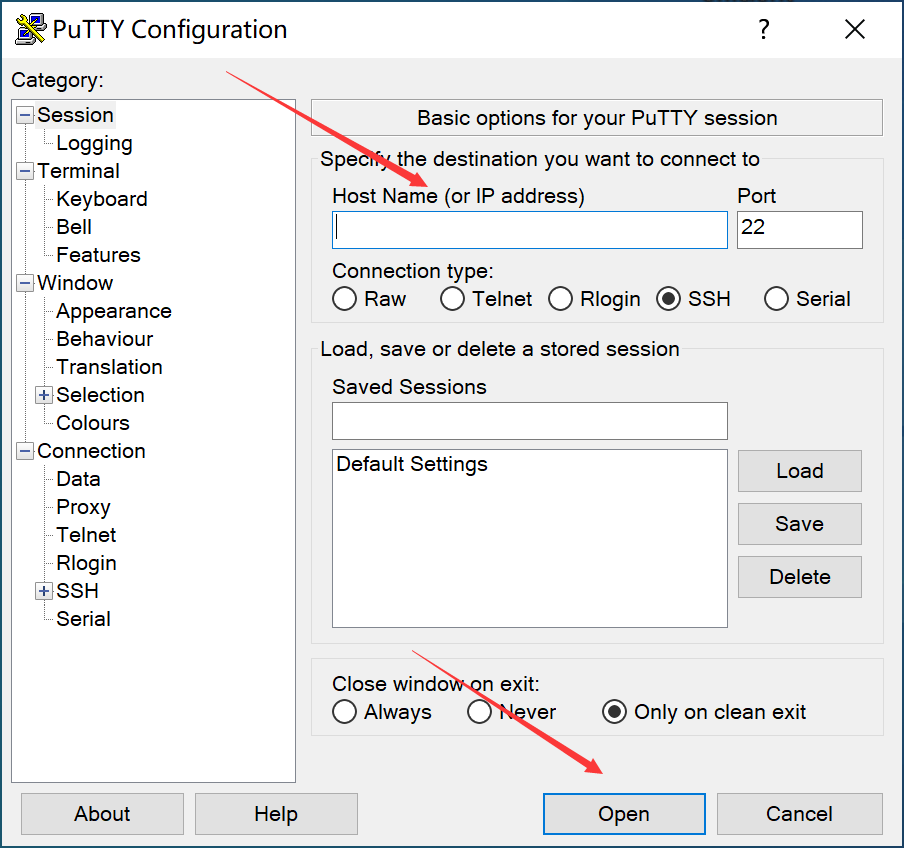 PuTTY Configuration ?
Category:
Session
Logging
Terminal
Keyboard
Bell
Features
Window
Appearance
Behaviour
Translation
Selection
Colours
Connection
Data
Proxy
Telnet
Rlogin
SSH
Serial
Basic options for your PuTTY session
Specify the destination you want to connect to
Host Name (or IP address) Port
22
Connection type:
Raw Telnet Rlogin SSH Serial
Load, save or delete a stored session
Saved Sessions
Default Settings
Load
Save
Delete
Close window on exit:
Always Never Only on clean exit
About Help Open Cancel